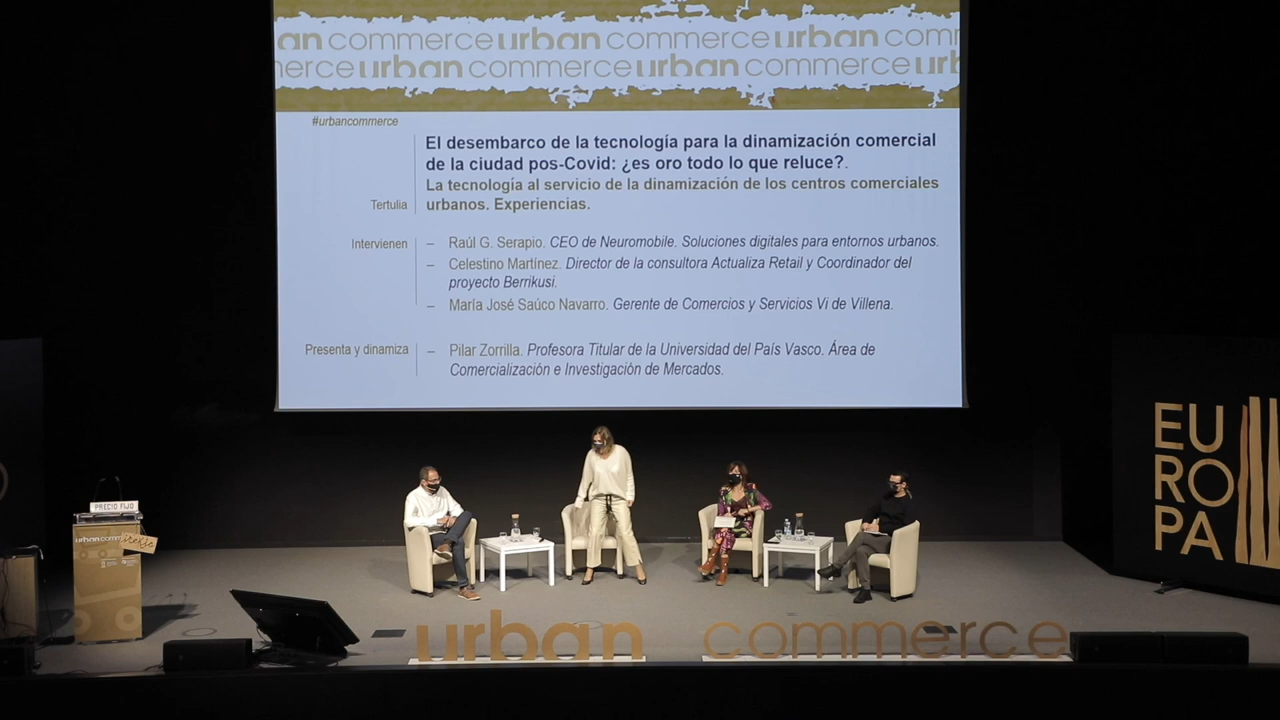 an commerce urban commerce urban comm
merce urban commerce urban commerce urb
#urbancommerce
El desembarco de la tecnología para la dinamización comercial
de la ciudad pos-Covid: ¿es oro todo lo que reluce?.
La tecnología al servicio de la dinamización de los centros comerciales
Tertulia urbanos. Experiencias.
Intervienen – Raúl G. Serapio. CEO de Neuromobile. Soluciones digitales para entornos urbanos.
– Celestino Martínez. Director de la consultora Actualiza Retail y Coordinador del
proyecto Berrikusi.
– María José Saúco Navarro. Gerente de Comercios y Servicios Vi de Villena.
Presenta y dinamiza – Pilar Zorrilla. Profesora Titular de la Universidad del País Vasco. Área de
Comercialización e Investigación de Mercados.
EU
RO
PA
PRECIO FIJO
urban comm
urban commerce